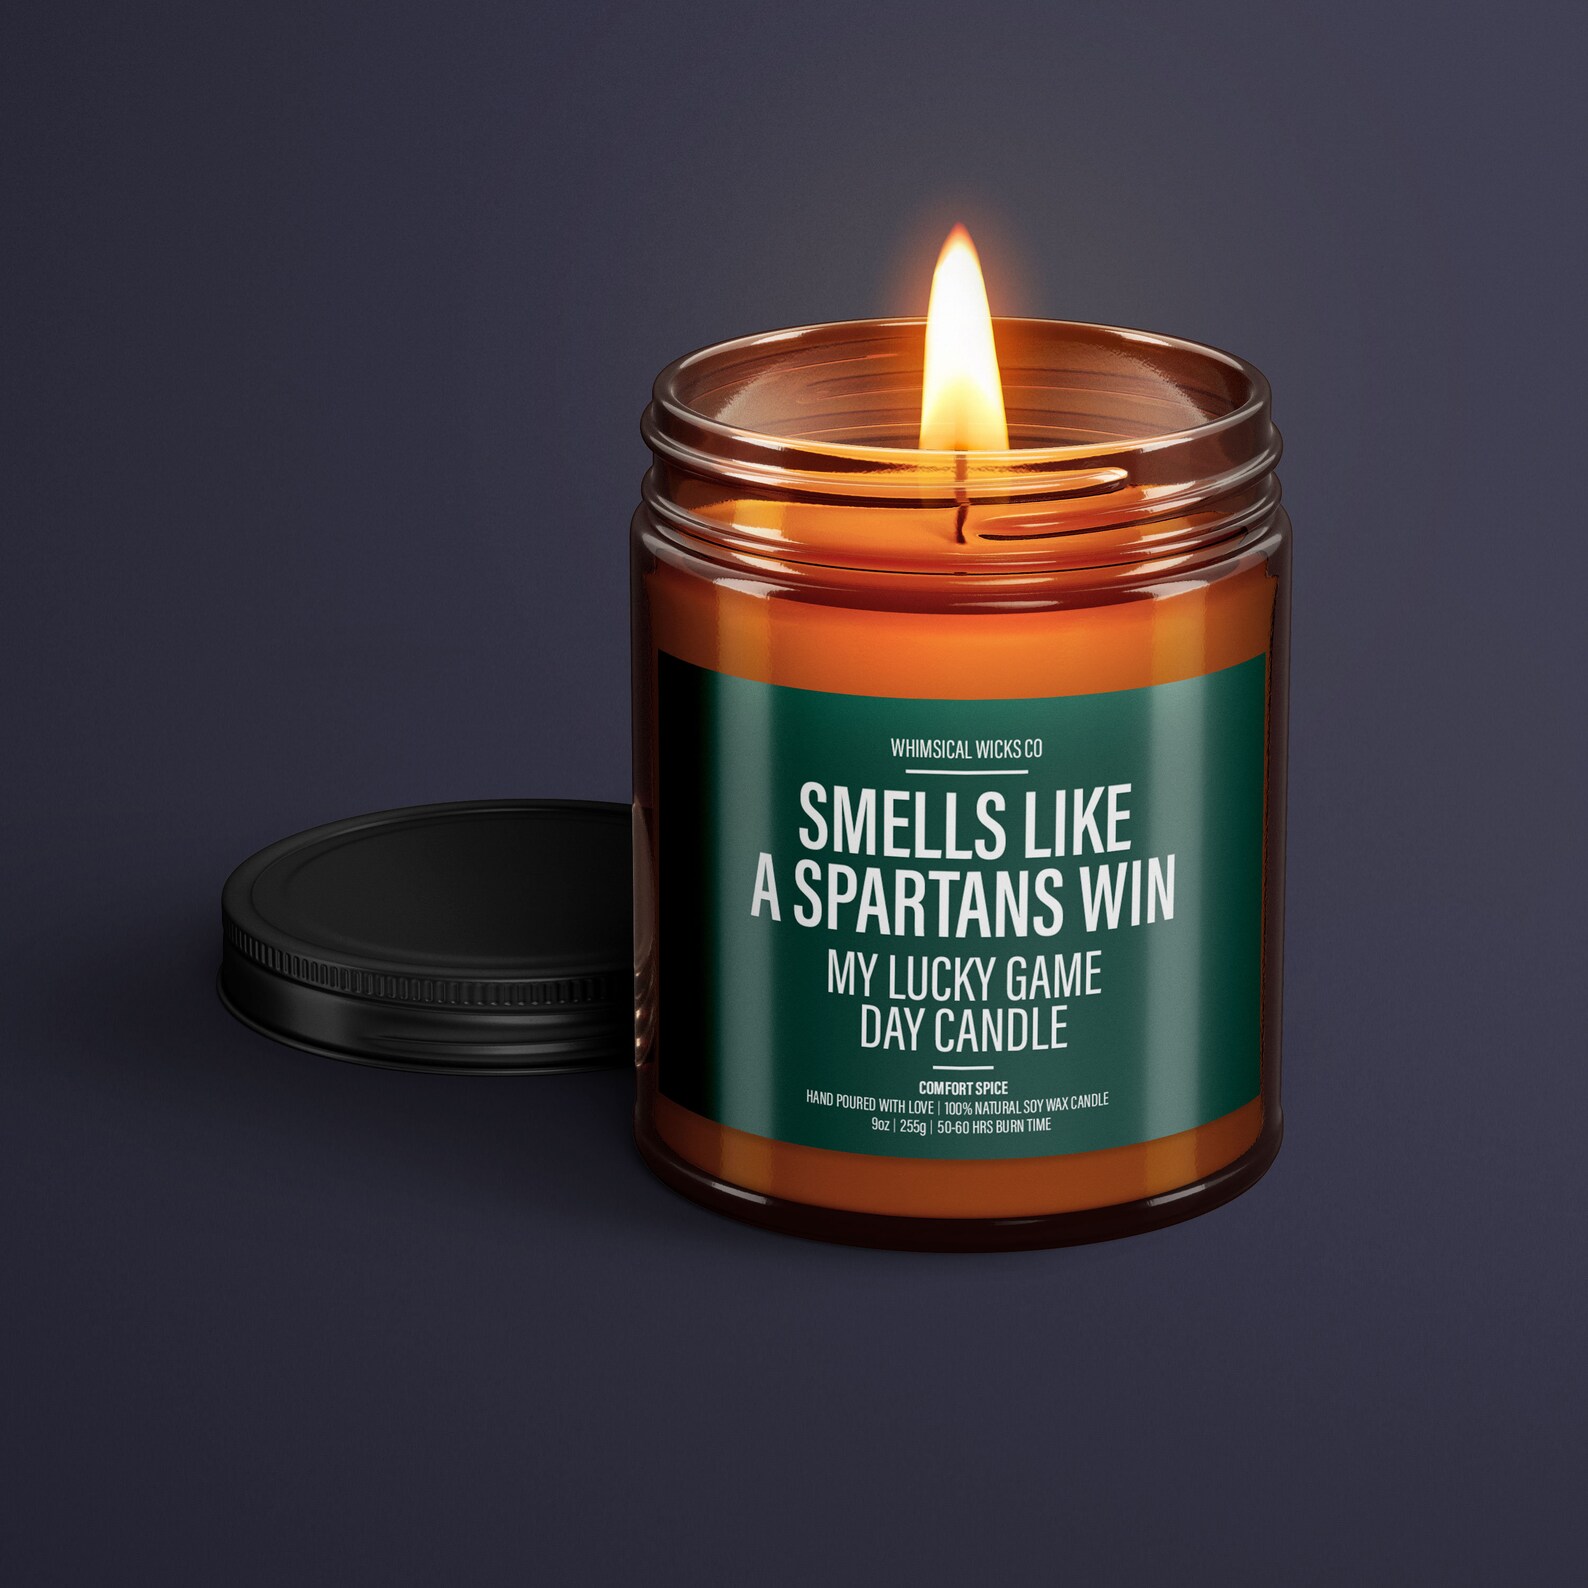 WHIMSICAL WICKS CO
SMELLS LIKE
A SPARTANS WIN
MY LUCKY GAME
DAY CANDLE
COMFORT SPICE
HAND POURED WITH LOVE | 100% NATURAL SOY WAX CANDLE
9oz | 255g | 50-60 HRS BURN TIME